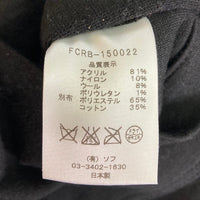 FCRB-150022
品質表示
アクリル 81%
ナイロン 10%
ウール 8%
ポリウレタン 1%
別布 ポリエステル 65%
コットン 35%
(有)ソフ
03-3402-1630
日本製